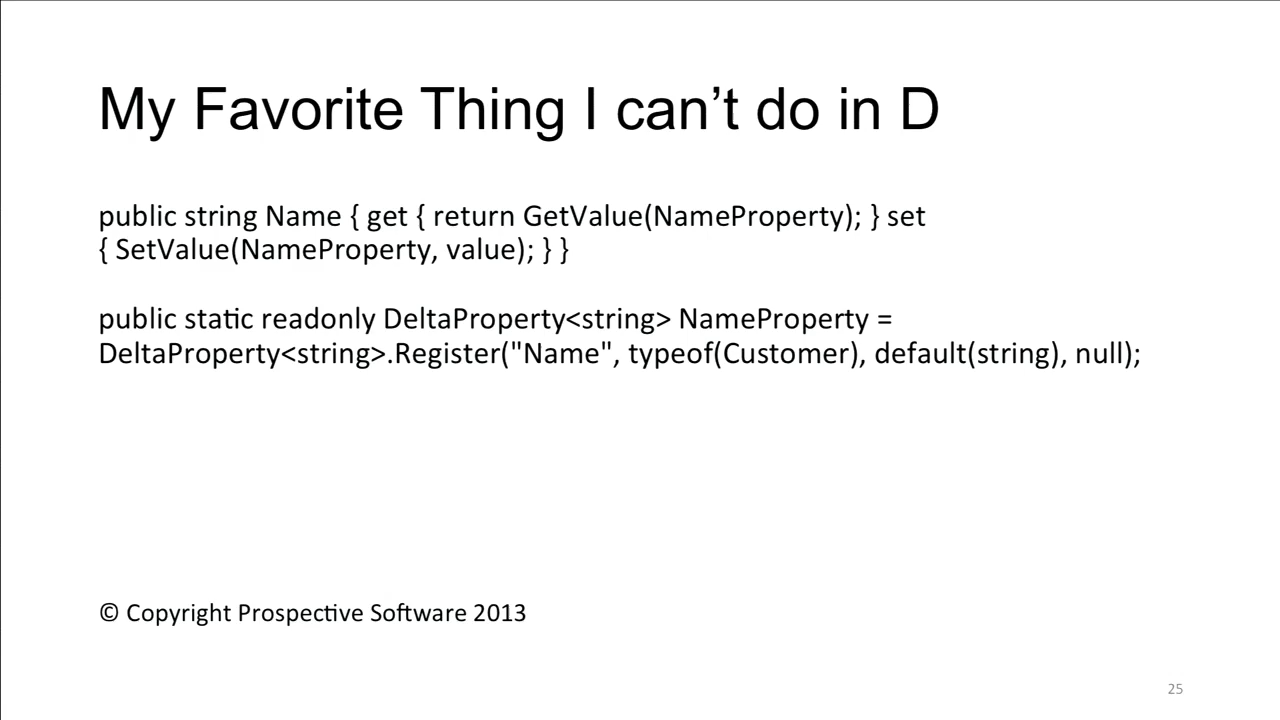 My Favorite Thing I can’t do in D
public string Name { get { return GetValue(NameProperty); } set
{ SetValue(NameProperty, value); } }
public static readonly DeltaProperty<string> NameProperty =
DeltaProperty<string>.Register("Name", typeof(Customer), default(string), null);
© Copyright Prospective Software 2013
25